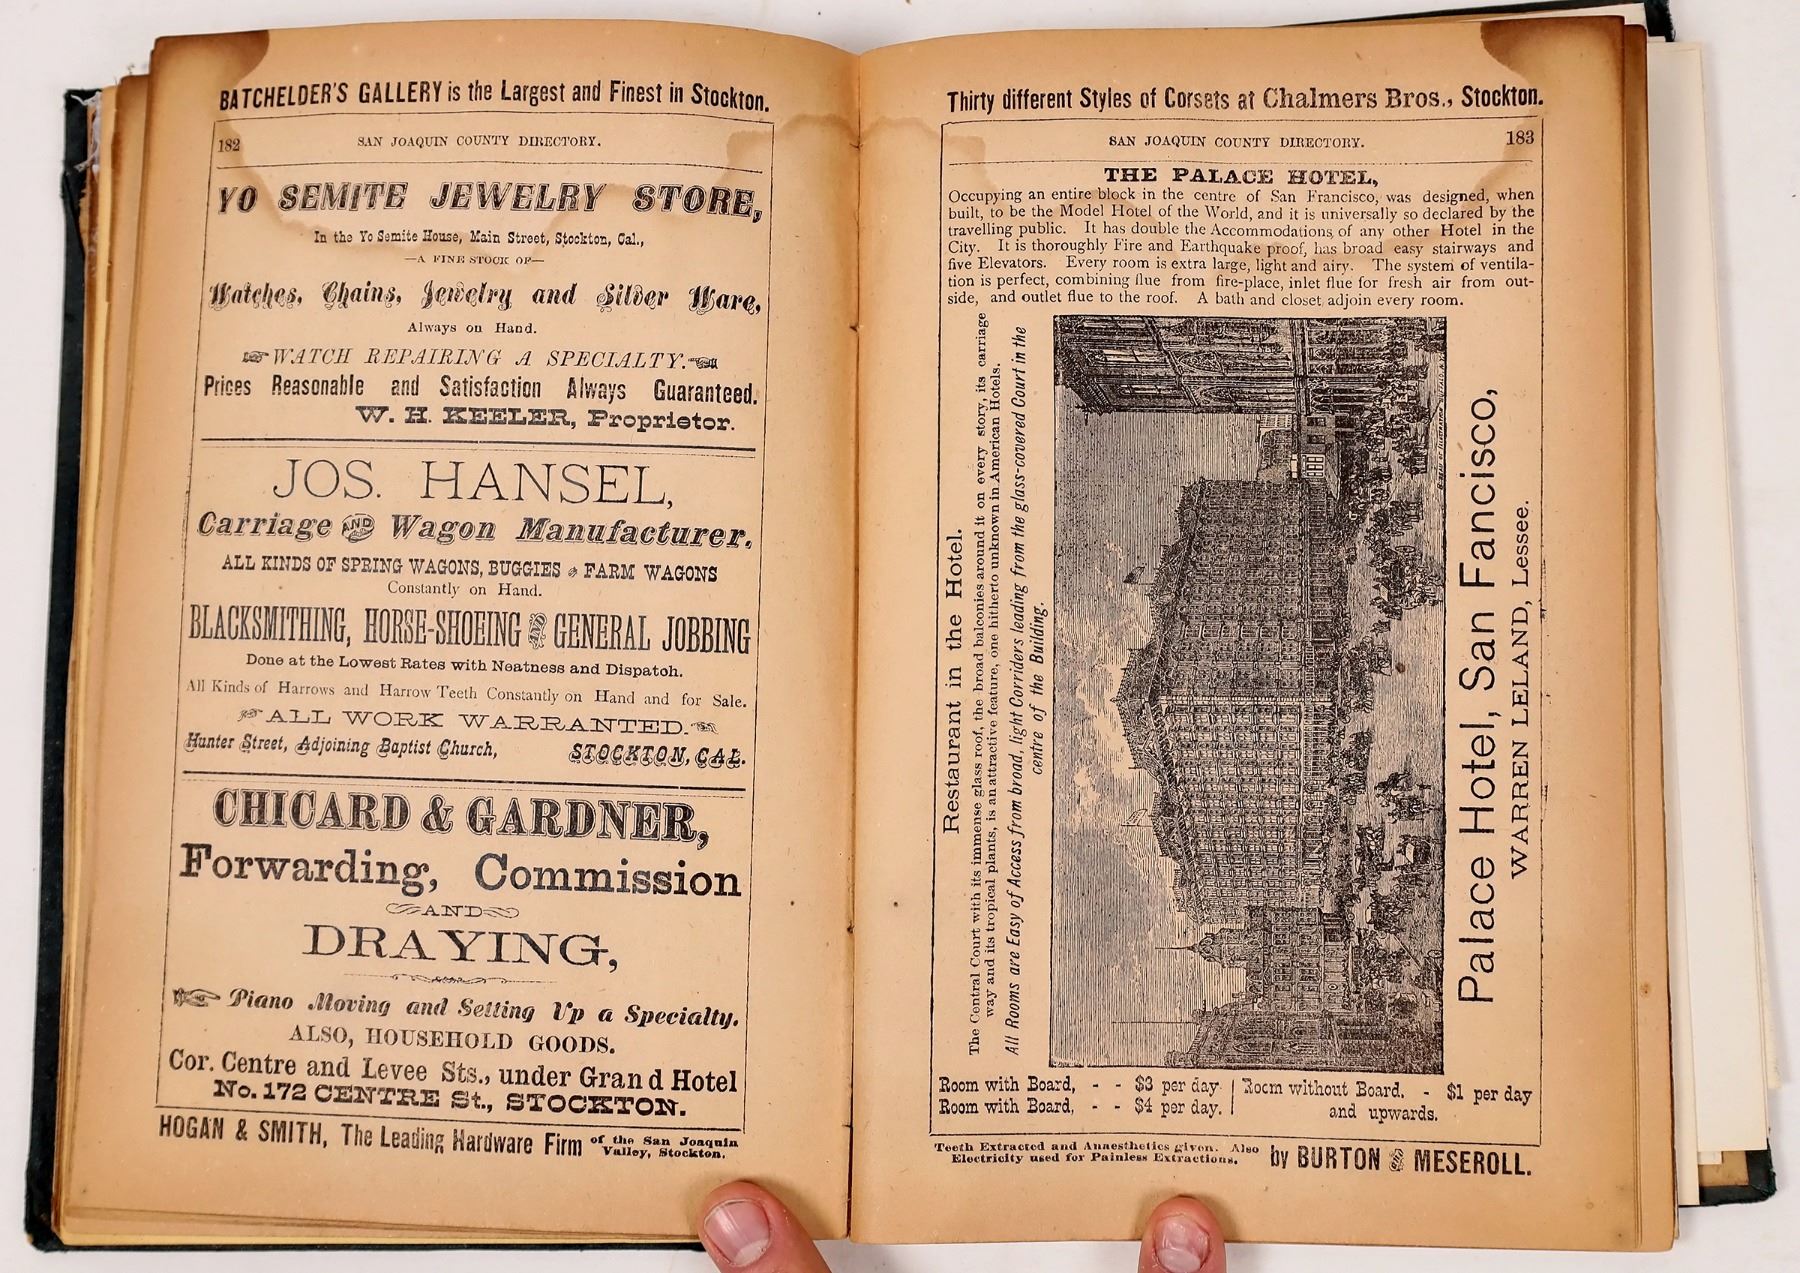 BATCHELDER'S GALLERY is the Largest and Finest in Stockton.
182 SAN JOAQUIN COUNTY DIRECTORY.
YO SEMITE JEWELRY STORE,
In the Yo Semite House, Main Street, Stockton, Cal.,
—A FINE STOCK OF—
Watches, Chains, Jewelry and Silver Ware,
Always on Hand.
WATCH REPAIRING A SPECIALTY.
Prices Reasonable and Satisfaction Always Guaranteed.
W. H. KEELER, Proprietor.
JOS. HANSEL,
Carriage AND Wagon Manufacturer.
ALL KINDS OF SPRING WAGONS, BUGGIES & FARM WAGONS
Constantly on Hand.
BLACKSMITHING, HORSE-SHOEING AND GENERAL JOBBING
Done at the Lowest Rates with Neatness and Dispatch.
All Kinds of Harrows and Harrow Teeth Constantly on Hand and for Sale.
ALL WORK WARRANTED.
Hunter Street, Adjoining Baptist Church, STOCKTON, CAL.
CHICARD & GARDNER,
Forwarding, Commission
AND
DRAYING,
Piano Moving and Setting Up a Specialty.
ALSO, HOUSEHOLD GOODS.
Cor. Centre and Levee Sts., under Grand Hotel
No. 172 CENTRE St., STOCKTON.
HOGAN & SMITH, The Leading Hardware Firm of the San Joaquin
Valley, Stockton.
Thirty different Styles of Corsets at Chalmers Bros., Stockton.
SAN JOAQUIN COUNTY DIRECTORY. 183
THE PALACE HOTEL,
Occupying an entire block in the centre of San Francisco, was designed, when
built, to be the Model Hotel of the World, and it is universally so declared by the
travelling public. It has double the Accommodations of any other Hotel in the
City. It is thoroughly Fire and Earthquake proof, has broad easy stairways and
five Elevators. Every room is extra large, light and airy. The system of ventila-
tion is perfect, combining flue from fire-place, inlet flue for fresh air from out-
side, and outlet flue to the roof. A bath and closet adjoin every room.
Restaurant in the Hotel.
The Central Court with its immense glass roof, the broad balconies around it on every story, its carriage
way and its tropical plants, is an attractive feature, one hitherto unknown in American Hotels.
All Rooms are Easy of Access from broad, light Corriders leading from the glass-covered Court in the
centre of the Building.
Palace Hotel, San Fancisco,
WARREN LELAND, Lessee.
Room with Board, - - $3 per day
Room with Board, - - $4 per day.
Room without Board. - $1 per day
and upwards.
Teeth Extracted and Anaesthetics given. Also
Electricity used for Painless Extractions. by BURTON AND MESEROLL.